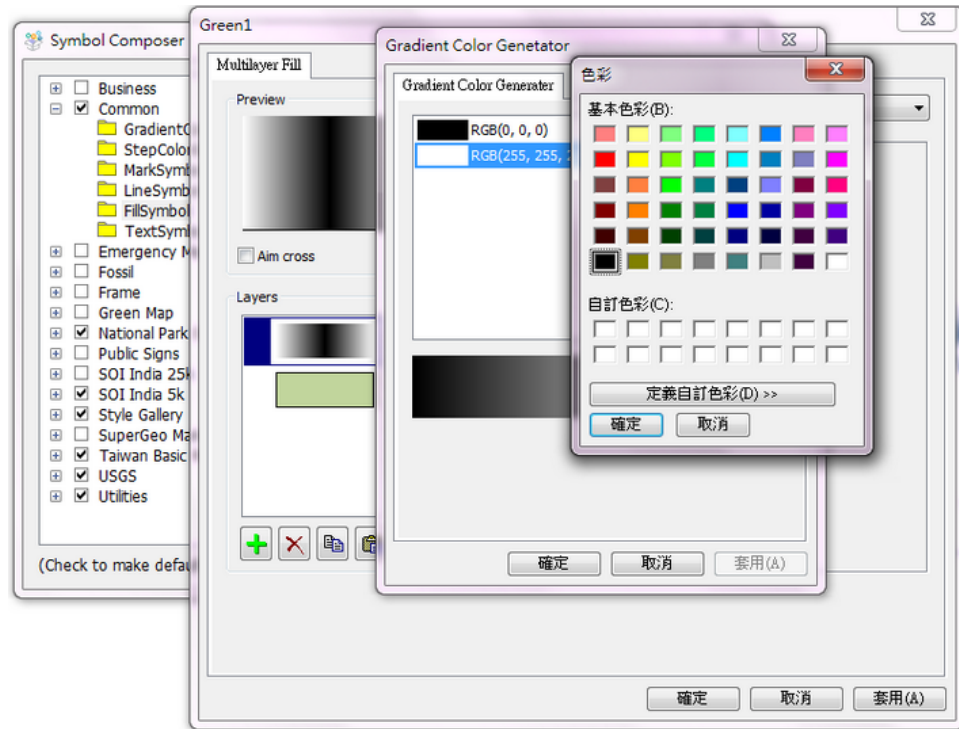 Symbol Composer
Business
Common
GradientC
StepColor
MarkSymb
LineSymb
FillSymbol
TextSymb
Emergency M
Fossil
Frame
Green Map
National Park
Public Signs
SOI India 25k
SOI India 5k
Style Gallery
SuperGeo Ma
Taiwan Basic
USGS
Utilities
(Check to make defau
Green1
Multilayer Fill
Preview
Aim cross
Layers
確定
取消
套用(A)
Gradient Color Genetator
Gradient Color Generater
RGB(0, 0, 0)
RGB(255, 255, 2
確定
取消
套用(A)
色彩
基本色彩(B):
自訂色彩(C):
定義自訂色彩(D) >>
確定
取消